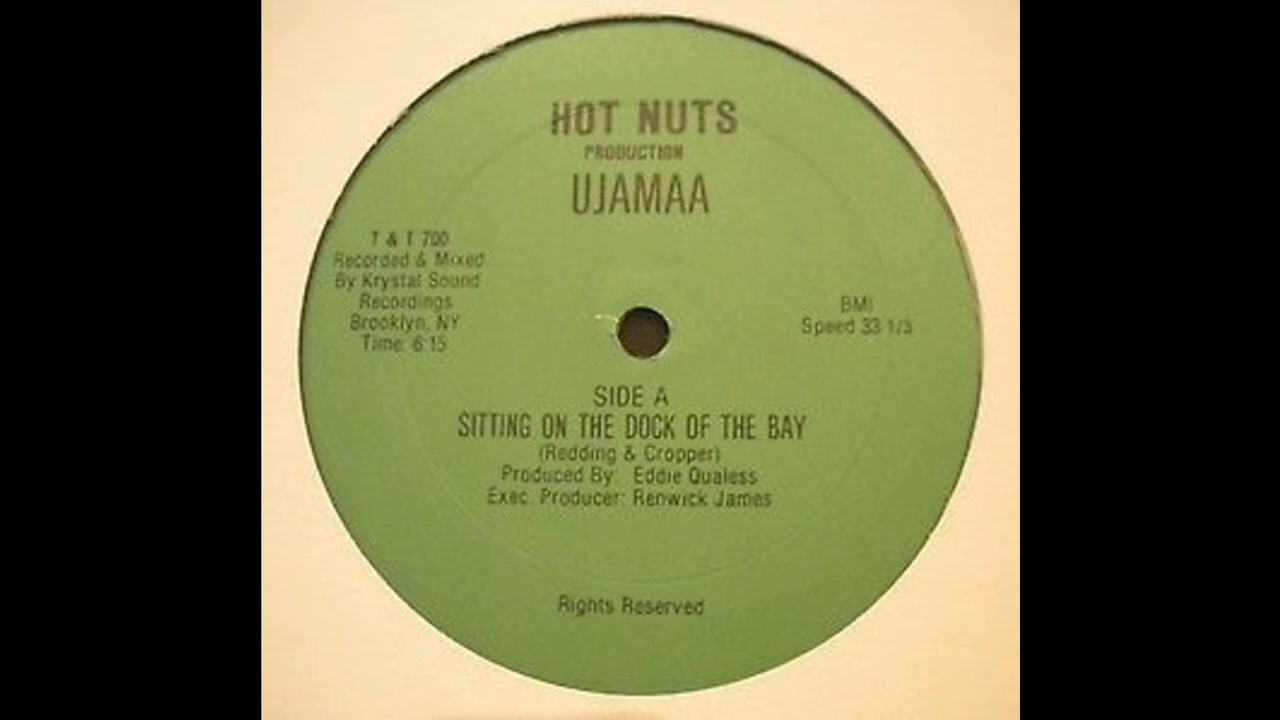 HOT NUTS
PRODUCTION
UJAMAA
T & T 700
Recorded & Mixed
By Krystal Sound
Recordings
Brooklyn, NY
Time: 6:15
BMI
Speed 33 1/3
SIDE A
SITTING ON THE DOCK OF THE BAY
(Redding & Cropper)
Produced By: Eddie Qualess
Exec. Producer: Renwick James
Rights Reserved